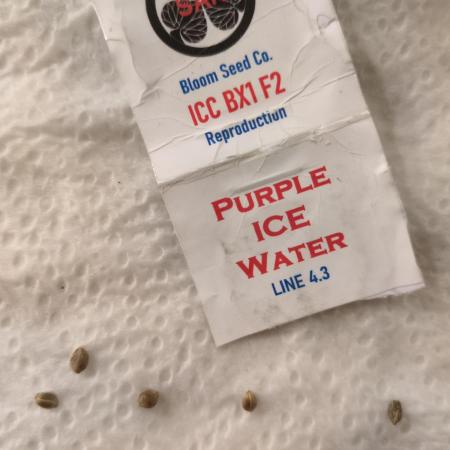 Bloom Seed Co.
ICC BX1 F2
Reproduction
PURPLE
ICE
WATER
LINE 4.3